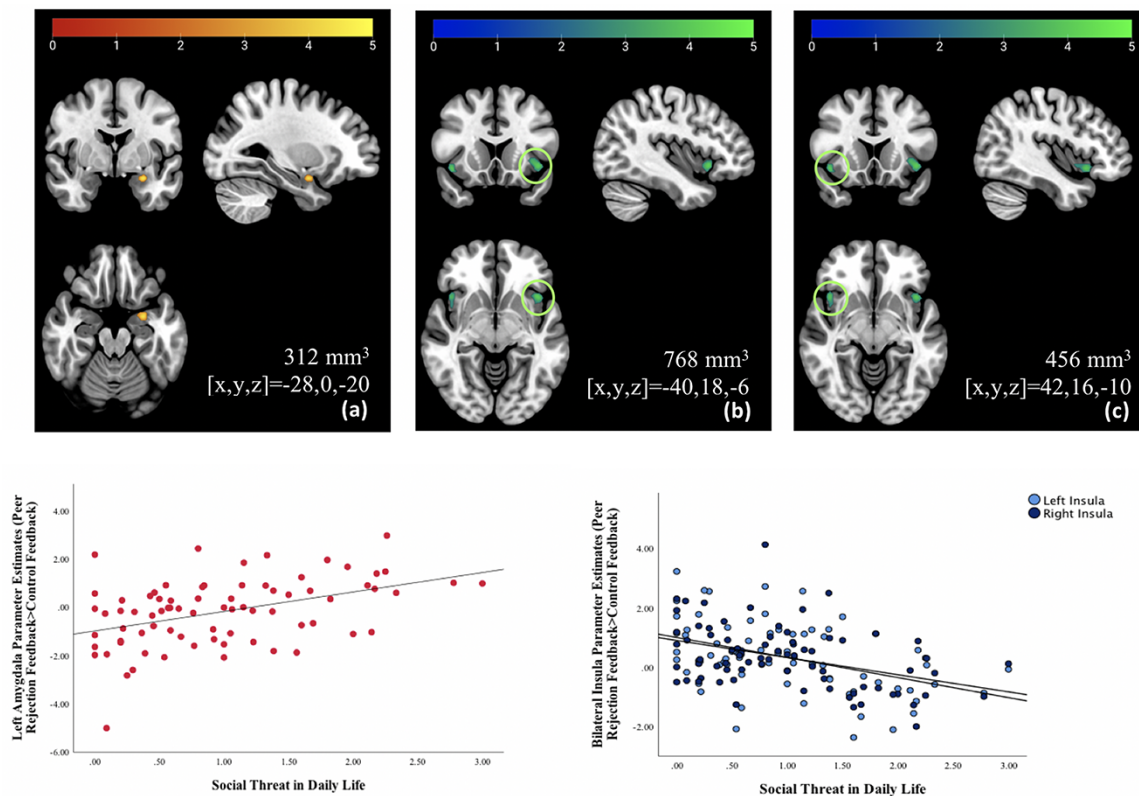 0 1 2 3 4 5
312 mm³
[x,y,z]=-28,0,-20
(a)
0 1 2 3 4 5
768 mm³
[x,y,z]=-40,18,-6
(b)
0 1 2 3 4 5
456 mm³
[x,y,z]=42,16,-10
(c)
Left Amygdala Parameter Estimates (Peer
Rejection Feedback>Control Feedback)
4.00
2.00
.00
-2.00
-4.00
-6.00
.00 .50 1.00 1.50 2.00 2.50 3.00
Social Threat in Daily Life
Bilateral Insula Parameter Estimates (Peer
Rejection Feedback>Control Feedback)
Left Insula
Right Insula
4.00
2.00
.00
-2.00
.00 .50 1.00 1.50 2.00 2.50 3.00
Social Threat in Daily Life